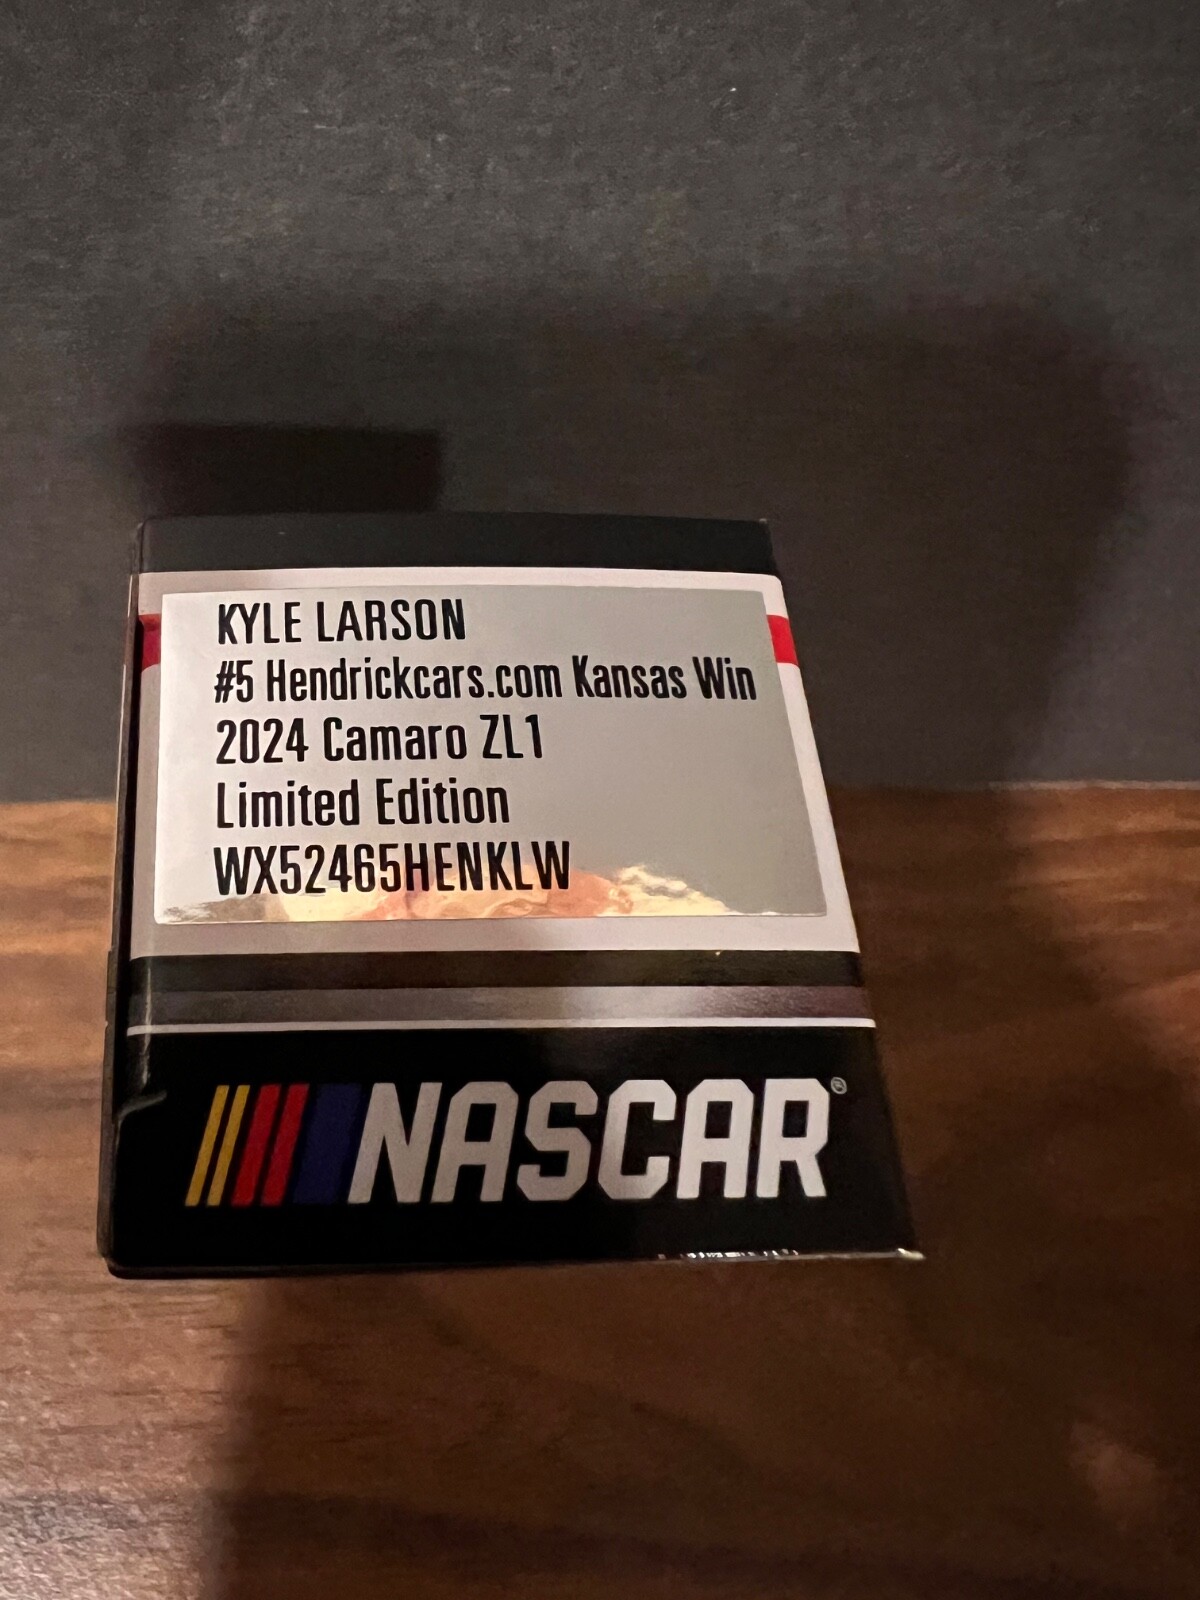 KYLE LARSON
#5 Hendrickcars.com Kansas Win
2024 Camaro ZL1
Limited Edition
WX52465HENKLW
NASCAR®